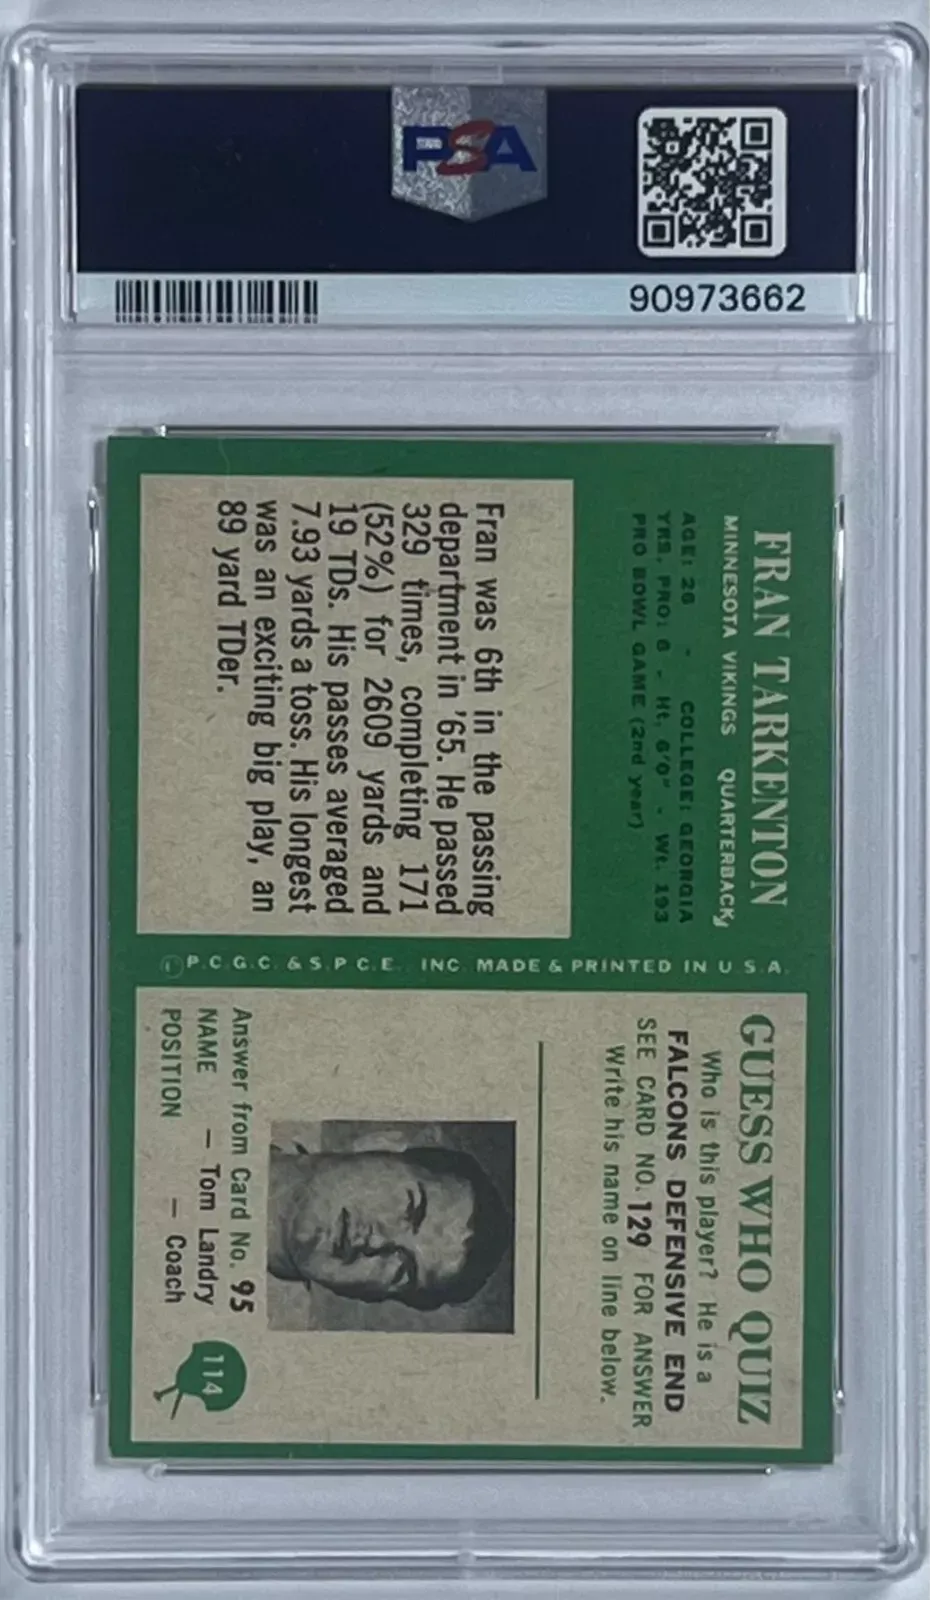 PSA
90973662
FRAN TARKENTON
MINNESOTA VIKINGS QUARTERBACK
AGE: 26 - COLLEGE: GEORGIA
YRS. PRO: 6 - Ht. 6'0" - Wt. 193
PRO BOWL GAME (2nd year)
Fran was 6th in the passing
department in '65. He passed
329 times, completing 171
(52%) for 2609 yards and
19 TDs. His passes averaged
7.93 yards a toss. His longest
was an exciting big play, an
89 yard TDer.
© P.C.G.C. & S.P.C.E. INC. MADE & PRINTED IN U.S.A.
GUESS WHO QUIZ
Who is this player? He is a
FALCONS DEFENSIVE END
SEE CARD NO. 129 FOR ANSWER
Write his name on line below.
Answer from Card No. 95
NAME — Tom Landry
POSITION — Coach
114